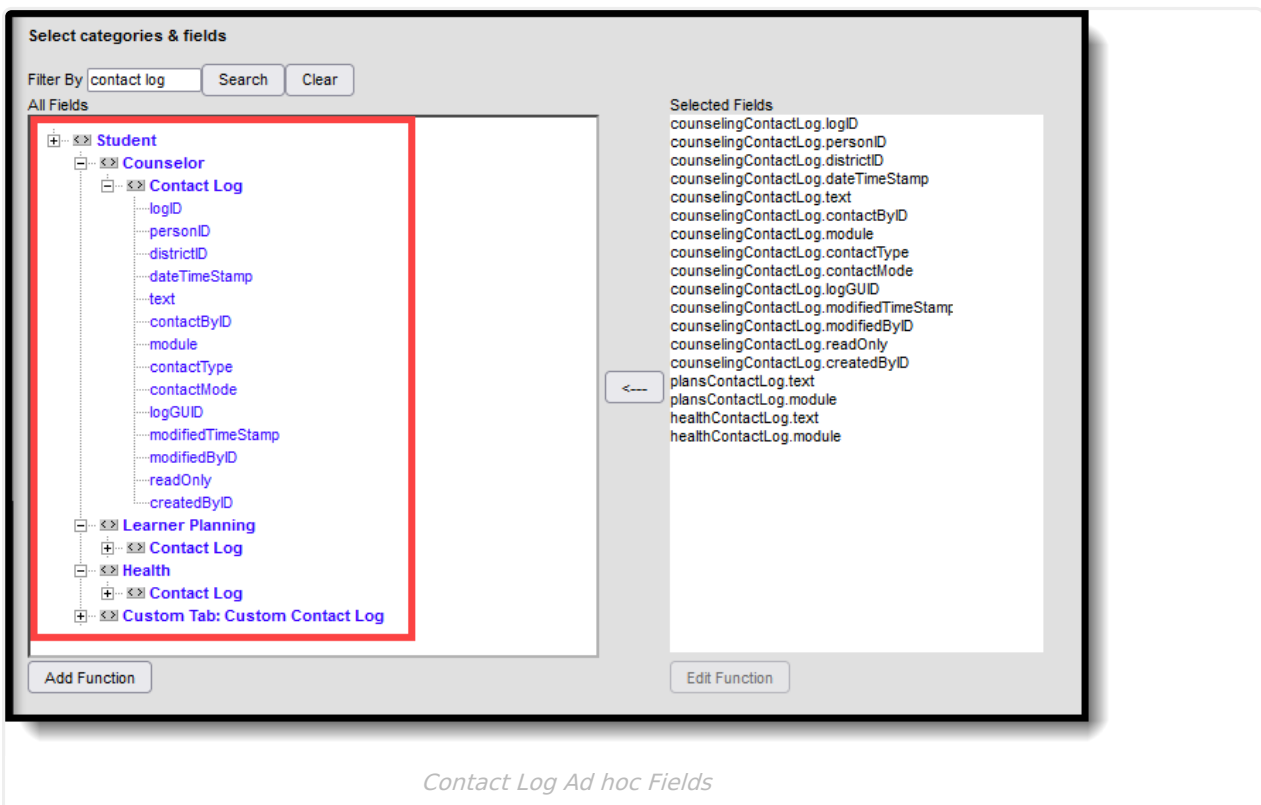 Select categories & fields
Filter By contact log Search Clear
All Fields
Student
Counselor
Contact Log
logID
personID
districtID
dateTimeStamp
text
contactByID
module
contactType
contactMode
logGUID
modifiedTimeStamp
modifiedByID
readOnly
createdByID
Learner Planning
Contact Log
Health
Contact Log
Custom Tab: Custom Contact Log
Add Function
<---
Selected Fields
counselingContactLog.logID
counselingContactLog.personID
counselingContactLog.districtID
counselingContactLog.dateTimeStamp
counselingContactLog.text
counselingContactLog.contactByID
counselingContactLog.module
counselingContactLog.contactType
counselingContactLog.contactMode
counselingContactLog.logGUID
counselingContactLog.modifiedTimeStamp
counselingContactLog.modifiedByID
counselingContactLog.readOnly
counselingContactLog.createdByID
plansContactLog.text
plansContactLog.module
healthContactLog.text
healthContactLog.module
Edit Function
Contact Log Ad hoc Fields